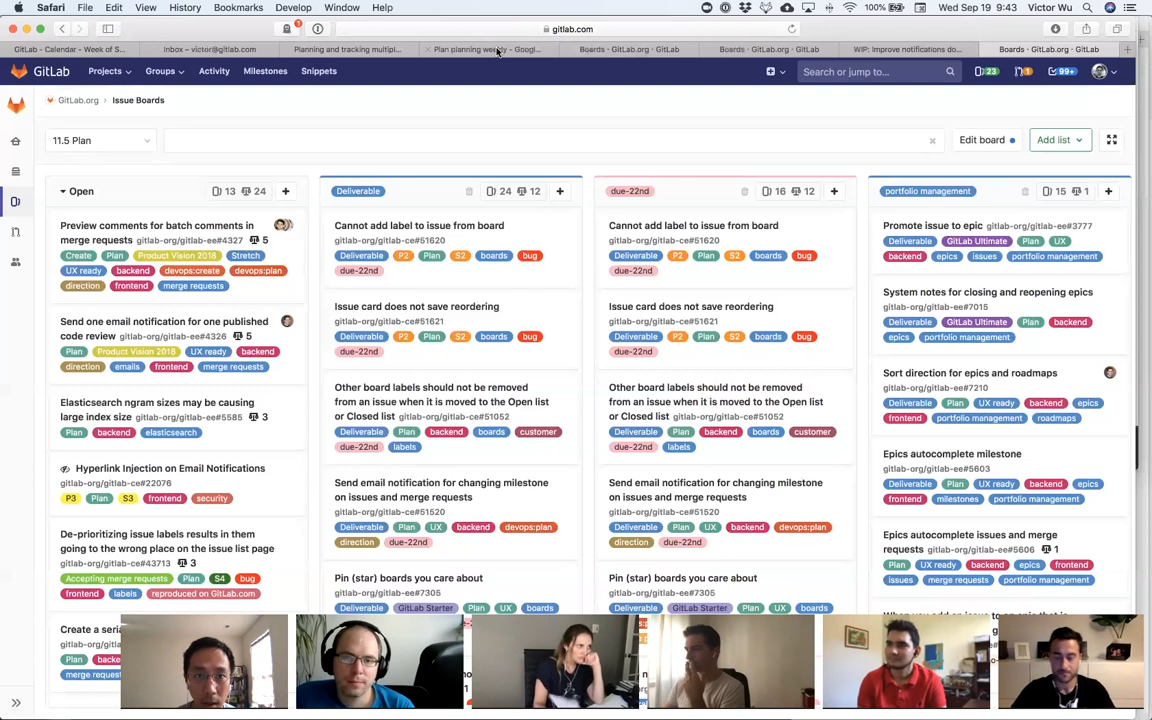 Safari File Edit View History Bookmarks Develop Window Help 100% Wed Sep 19 9:43 Victor Wu
1
gitlab.com
GitLab - Calendar - Week of S...
Inbox – victor@gitlab.com
Planning and tracking multipl...
Plan planning weekly - Googl...
Boards · GitLab.org · GitLab
Boards · GitLab.org · GitLab
WIP: Improve notifications do...
Boards · GitLab.org · GitLab
GitLab Projects Groups Activity Milestones Snippets Search or jump to... 23 1 99+
GitLab.org › Issue Boards
11.5 Plan Edit board Add list
Open 13 24
Preview comments for batch comments in
merge requests gitlab-org/gitlab-ee#4327 5
Create Plan Product Vision 2018 Stretch
UX ready backend devops:create devops:plan
direction frontend merge requests
Send one email notification for one published
code review gitlab-org/gitlab-ee#4326 5
Plan Product Vision 2018 UX ready backend
direction emails frontend merge requests
Elasticsearch ngram sizes may be causing
large index size gitlab-org/gitlab-ee#5585 3
Plan backend elasticsearch
Hyperlink Injection on Email Notifications
gitlab-org/gitlab-ce#22076
P3 Plan S3 frontend security
De-prioritizing issue labels results in them
going to the wrong place on the issue list page
gitlab-org/gitlab-ce#43713 3
Accepting merge requests Plan S4 bug
frontend labels reproduced on GitLab.com
Create a seria
gitlab-org/gitla
Plan
merge request
Deliverable 24 12
Cannot add label to issue from board
gitlab-org/gitlab-ce#51620
Deliverable P2 Plan S2 boards bug
due-22nd
Issue card does not save reordering
gitlab-org/gitlab-ce#51621
Deliverable P2 Plan S2 boards bug
due-22nd
Other board labels should not be removed
from an issue when it is moved to the Open list
or Closed list gitlab-org/gitlab-ce#51052
Deliverable Plan backend boards customer
due-22nd labels
Send email notification for changing milestone
on issues and merge requests
gitlab-org/gitlab-ce#51520
Deliverable Plan UX backend devops:plan
direction due-22nd
Pin (star) boards you care about
gitlab-org/gitlab-ee#7305
Deliverable GitLab Starter Plan UX boards
due-22nd 16 12
Cannot add label to issue from board
gitlab-org/gitlab-ce#51620
Deliverable P2 Plan S2 boards bug
due-22nd
Issue card does not save reordering
gitlab-org/gitlab-ce#51621
Deliverable P2 Plan S2 boards bug
due-22nd
Other board labels should not be removed
from an issue when it is moved to the Open list
or Closed list gitlab-org/gitlab-ce#51052
Deliverable Plan backend boards customer
due-22nd labels
Send email notification for changing milestone
on issues and merge requests
gitlab-org/gitlab-ce#51520
Deliverable Plan UX backend devops:plan
direction due-22nd
Pin (star) boards you care about
gitlab-org/gitlab-ee#7305
Deliverable GitLab Starter Plan UX boards
portfolio management 15 1
Promote issue to epic gitlab-org/gitlab-ee#3777
Deliverable GitLab Ultimate Plan UX
backend epics issues portfolio management
System notes for closing and reopening epics
gitlab-org/gitlab-ee#7015
Deliverable GitLab Ultimate Plan backend
epics portfolio management
Sort direction for epics and roadmaps
gitlab-org/gitlab-ee#7210
Deliverable Plan UX ready backend epics
frontend portfolio management roadmaps
Epics autocomplete milestone
gitlab-org/gitlab-ee#5603
Deliverable Plan UX ready backend epics
frontend milestones portfolio management
Epics autocomplete issues and merge
requests gitlab-org/gitlab-ee#5606 1
Plan UX ready backend epics frontend
issues merge requests portfolio management